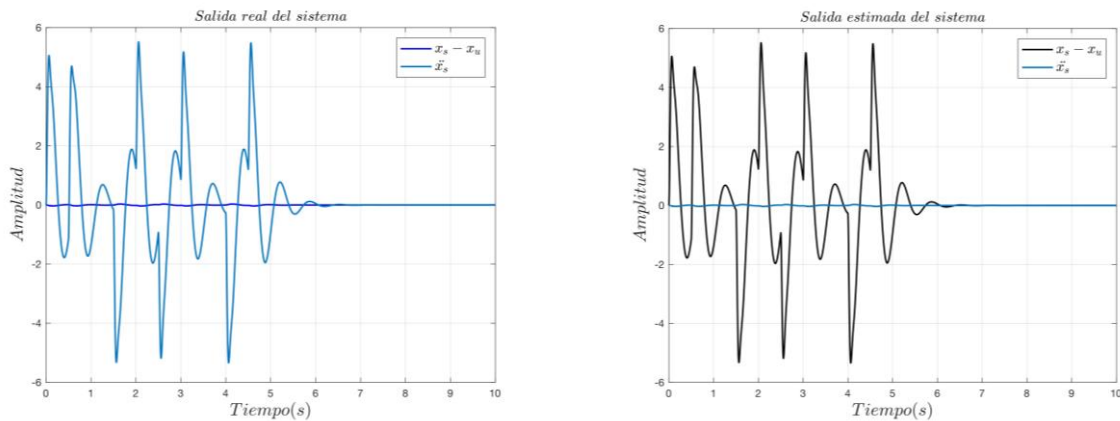 Salida real del sistema
6
4
2
0
-2
-4
-6
Amplitud
x_s − x_u
ẍ_s
0 1 2 3 4 5 6 7 8 9 10
Tiempo(s)
Salida estimada del sistema
6
4
2
0
-2
-4
-6
Amplitud
x_s − x_u
ẍ_s
0 1 2 3 4 5 6 7 8 9 10
Tiempo(s)